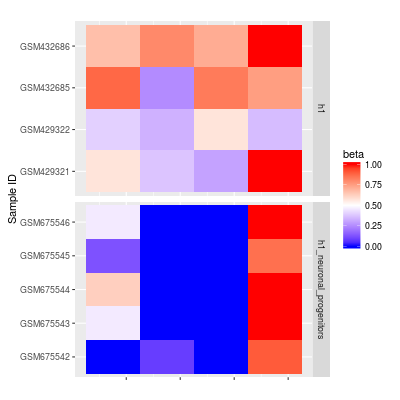 GSM432686
GSM432685
GSM429322
GSM429321
h1
GSM675546
GSM675545
GSM675544
GSM675543
GSM675542
h1_neuronal_progenitors
Sample ID
beta
1.00
0.75
0.50
0.25
0.00